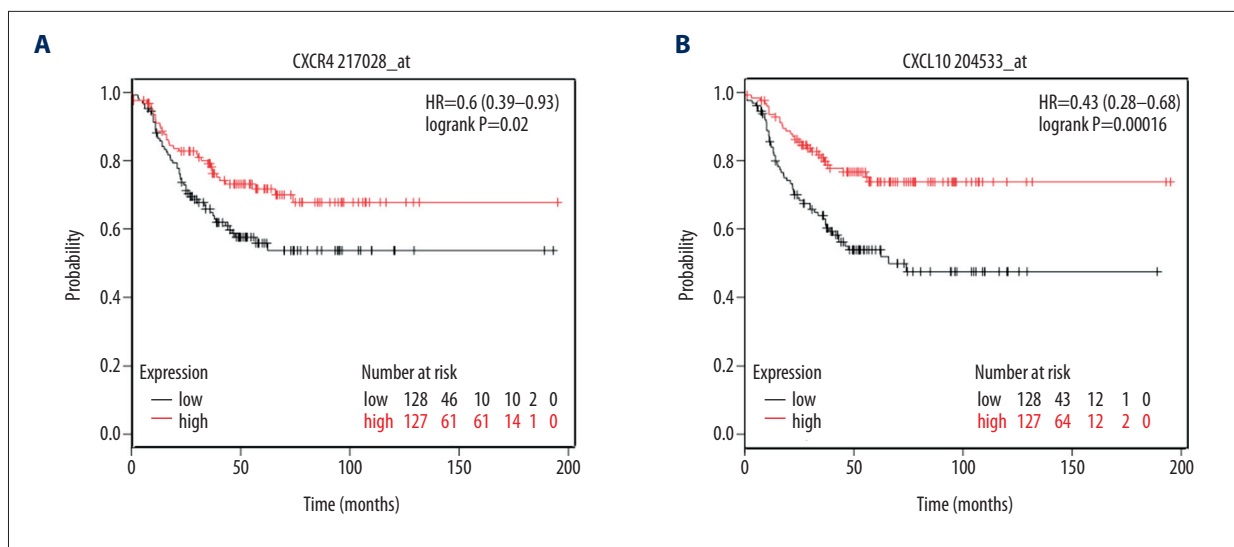 A
CXCR4 217028_at
HR=0.6 (0.39–0.93)
logrank P=0.02
1.0
0.8
0.6
0.4
0.2
0.0
Probability
Expression
low
high
Number at risk
low 128 46 10 10 2 0
high 127 61 61 14 1 0
0 50 100 150 200
Time (months)
B
CXCL10 204533_at
HR=0.43 (0.28–0.68)
logrank P=0.00016
1.0
0.8
0.6
0.4
0.2
0.0
Probability
Expression
low
high
Number at risk
low 128 43 12 1 0
high 127 64 12 2 0
0 50 100 150 200
Time (months)